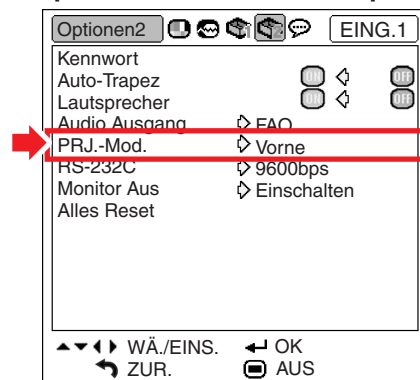 Optionen2 EING.1
Kennwort
Auto-Trapez ON OFF
Lautsprecher ON OFF
Audio Ausgang FAO
PRJ.-Mod. Vorne
RS-232C 9600bps
Monitor Aus Einschalten
Alles Reset
WÄ./EINS. OK
ZUR. AUS